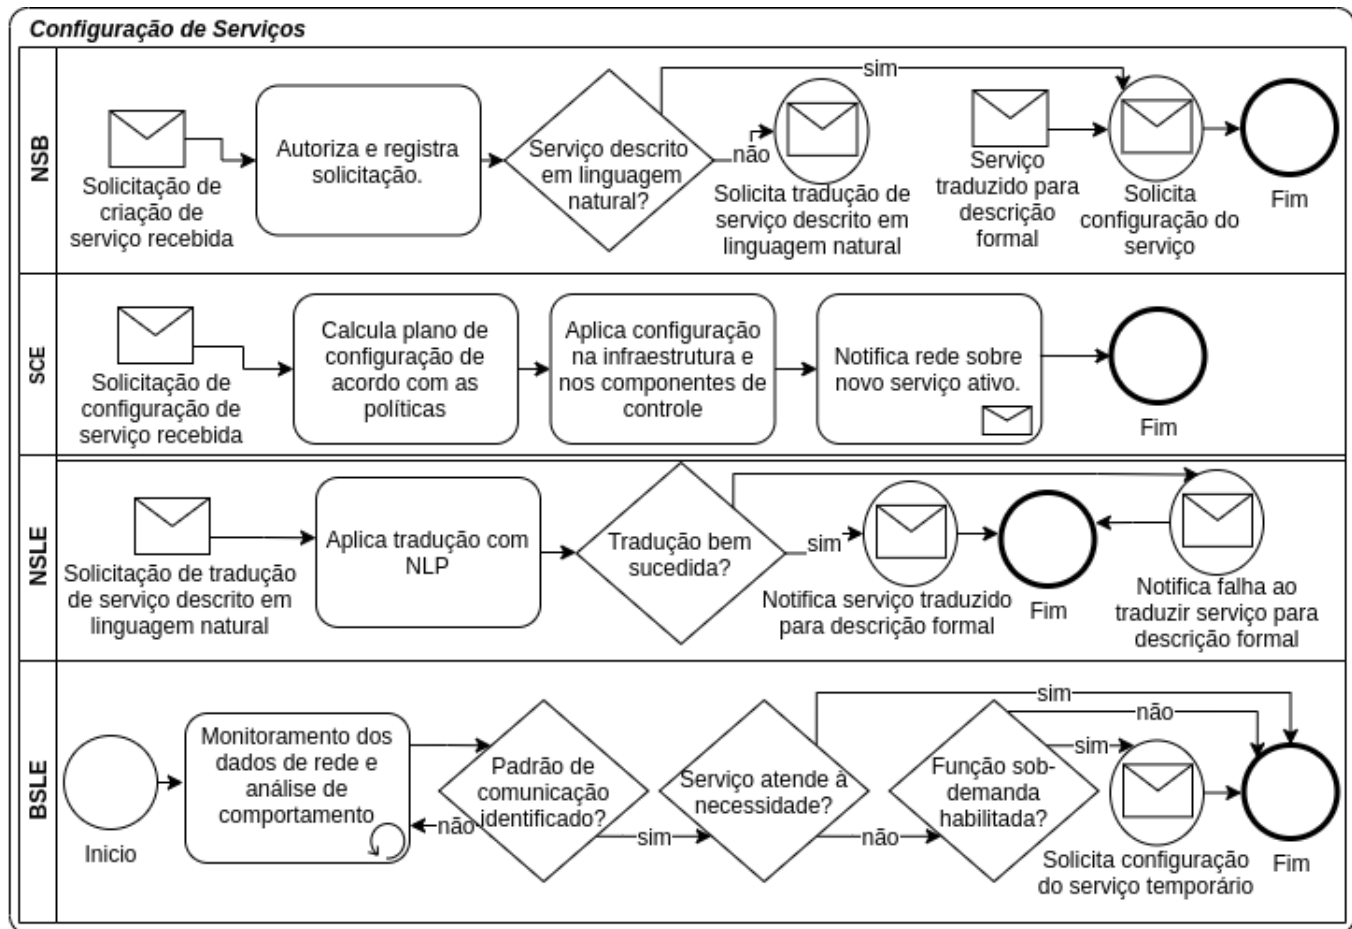 Configuração de Serviços
NSB
Solicitação de
criação de
serviço recebida
Autoriza e registra
solicitação.
Serviço descrito
em linguagem
natural?
sim
não
Solicita tradução de
serviço descrito em
linguagem natural
Serviço
traduzido para
descrição
formal
Solicita
configuração do
serviço
Fim
SCE
Solicitação de
configuração de
serviço recebida
Calcula plano de
configuração de
acordo com as
políticas
Aplica configuração
na infraestrutura e
nos componentes de
controle
Notifica rede sobre
novo serviço ativo.
Fim
NSLE
Solicitação de tradução
de serviço descrito em
linguagem natural
Aplica tradução com
NLP
Tradução bem
sucedida?
sim
Notifica serviço traduzido
para descrição formal
Fim
Notifica falha ao
traduzir serviço para
descrição formal
BSLE
Inicio
Monitoramento dos
dados de rede e
análise de
comportamento
não
Padrão de
comunicação
identificado?
sim
Serviço atende à
necessidade?
sim
não
Função sob-
demanda
habilitada?
não
sim
Solicita configuração
do serviço temporário
Fim